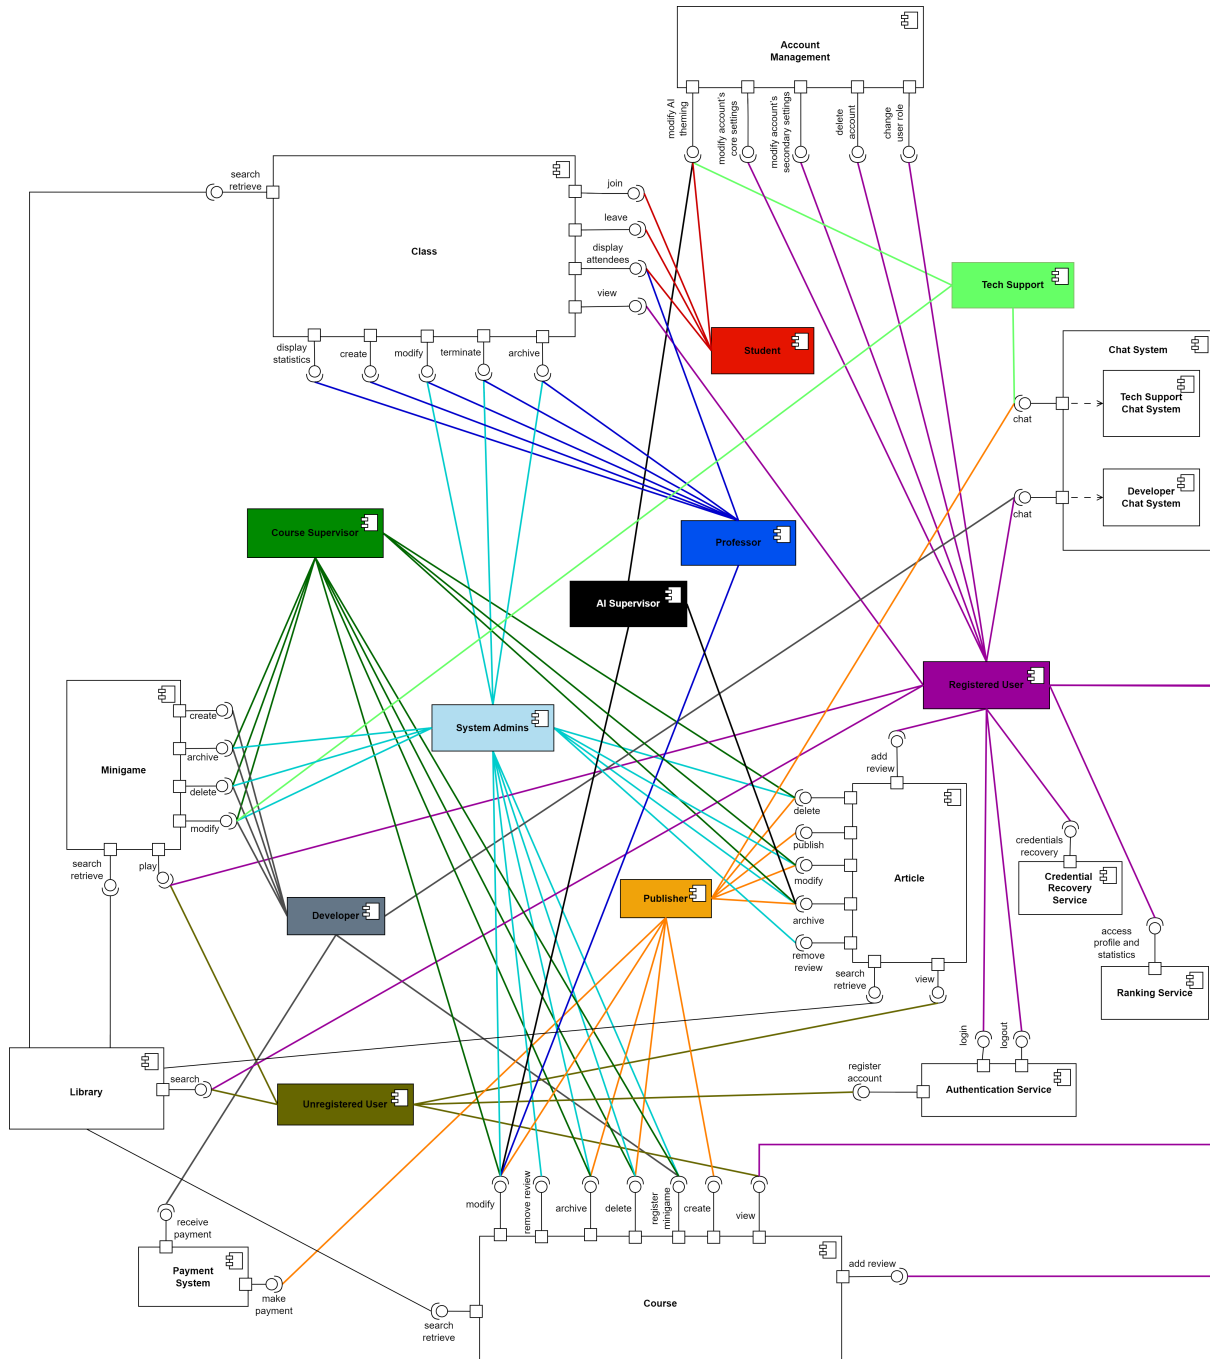 Account
Management
modify AI
theming
modify account's
core settings
modify account's
secondary settings
delete
account
change
user role
search
retrieve
Class
join
leave
display
attendees
view
display
statistics
create
modify
terminate
archive
Tech Support
Student
Chat System
Tech Support
Chat System
chat
Developer
Chat System
chat
Course Supervisor
Professor
AI Supervisor
Registered User
System Admins
Minigame
create
archive
delete
modify
search
retrieve
play
add
review
delete
publish
modify
archive
remove
review
search
retrieve
view
Article
credentials
recovery
Credential
Recovery
Service
access
profile and
statistics
Ranking Service
Publisher
Developer
login
logout
register
account
Authentication Service
Library
search
Unregistered User
receive
payment
Payment
System
make
payment
modify
remove review
archive
delete
register
minigame
create
view
add review
search
retrieve
Course